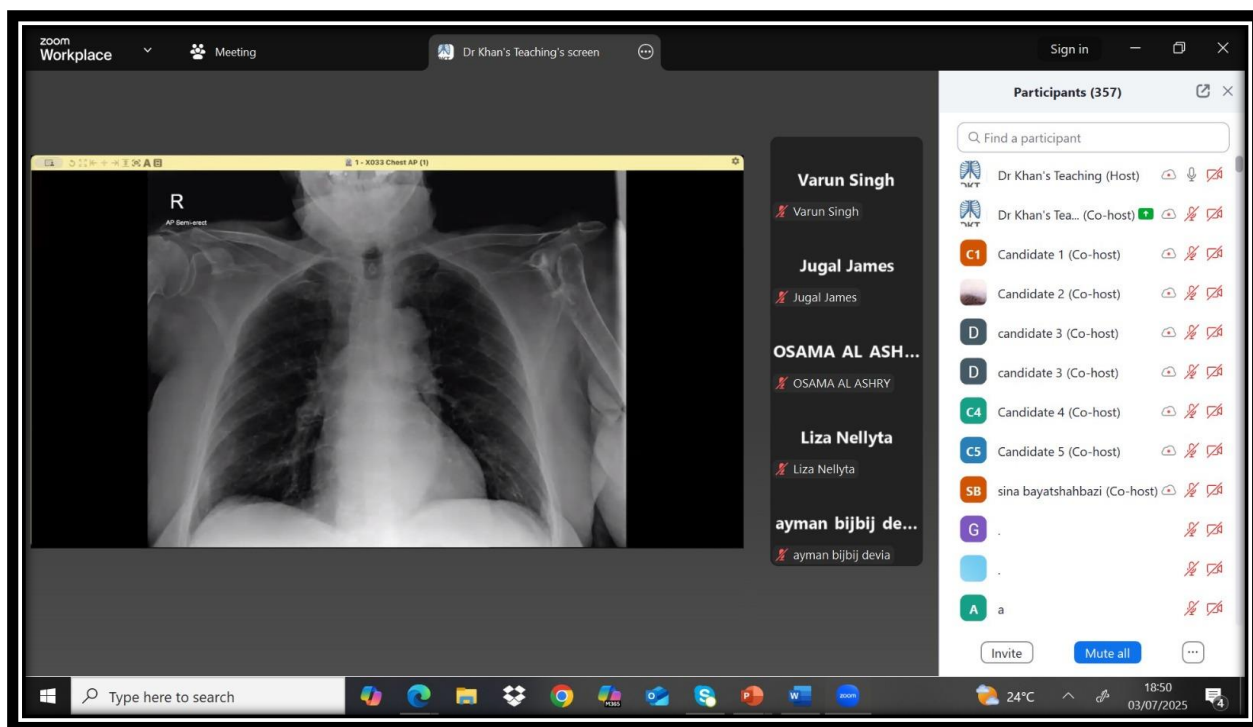 zoom
Workplace
Meeting
Dr Khan's Teaching's screen
Sign in
1 - X033 Chest AP (1)
R
AP Semi-erect
Varun Singh
Varun Singh
Jugal James
Jugal James
OSAMA AL ASH...
OSAMA AL ASHRY
Liza Nellyta
Liza Nellyta
ayman bijbij de...
ayman bijbij devia
Participants (357)
Find a participant
Dr Khan's Teaching (Host)
Dr Khan's Tea... (Co-host)
C1 Candidate 1 (Co-host)
Candidate 2 (Co-host)
D candidate 3 (Co-host)
D candidate 3 (Co-host)
C4 Candidate 4 (Co-host)
C5 Candidate 5 (Co-host)
SB sina bayatshahbazi (Co-host)
G .
.
A a
Invite
Mute all
Type here to search
24°C
18:50
03/07/2025
4